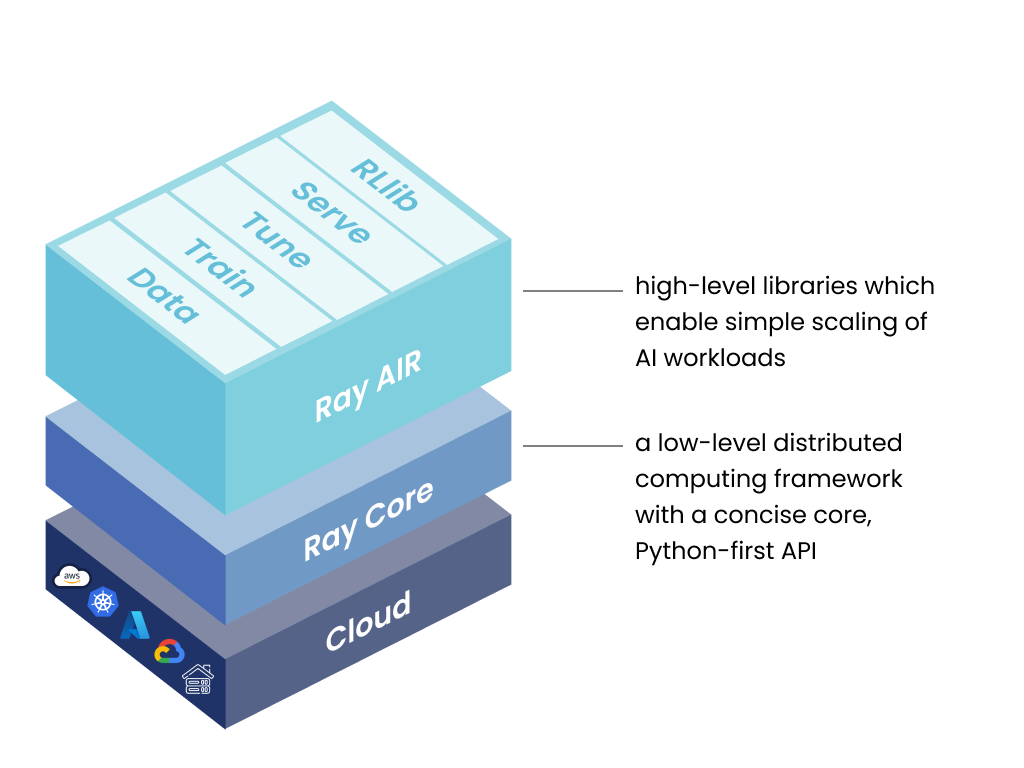 RLlib
Serve
Tune
Train
Data
Ray AIR
high-level libraries which
enable simple scaling of
AI workloads
Ray Core
a low-level distributed
computing framework
with a concise core,
Python-first API
Cloud
aws